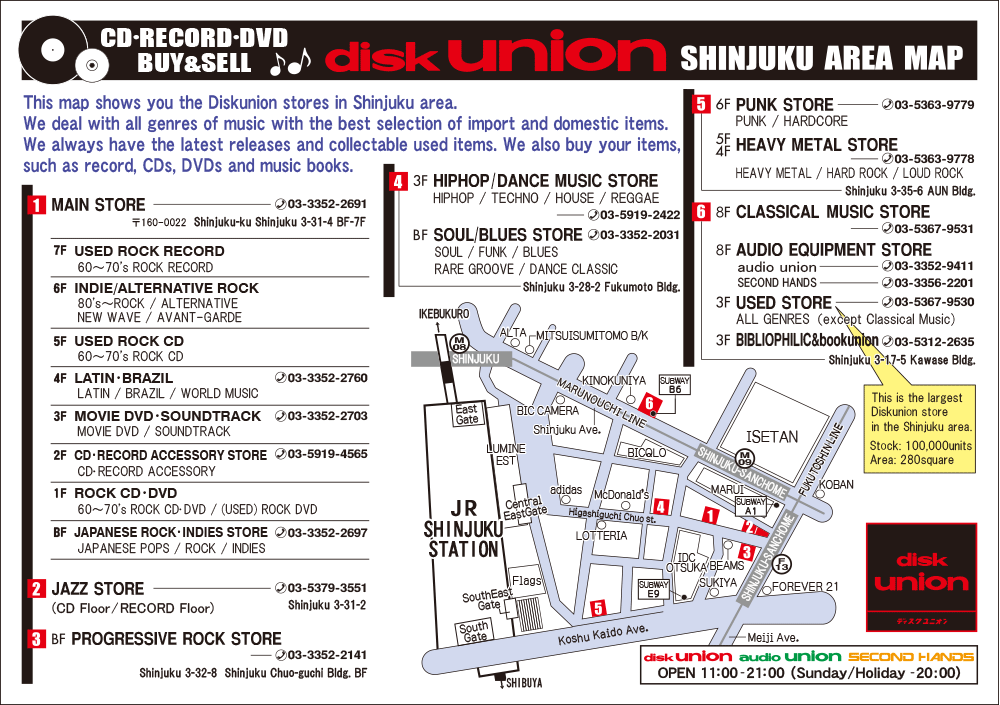 CD·RECORD·DVD
BUY&SELL
disk union
SHINJUKU AREA MAP
This map shows you the Diskunion stores in Shinjuku area.
We deal with all genres of music with the best selection of import and domestic items.
We always have the latest releases and collectable used items. We also buy your items,
such as record, CDs, DVDs and music books.
1 MAIN STORE 03-3352-2691
〒160-0022 Shinjuku-ku Shinjuku 3-31-4 BF-7F
7F USED ROCK RECORD
60～70's ROCK RECORD
6F INDIE/ALTERNATIVE ROCK
80's～ROCK / ALTERNATIVE
NEW WAVE / AVANT-GARDE
5F USED ROCK CD
60～70's ROCK CD
4F LATIN·BRAZIL 03-3352-2760
LATIN / BRAZIL / WORLD MUSIC
3F MOVIE DVD·SOUNDTRACK 03-3352-2703
MOVIE DVD / SOUNDTRACK
2F CD·RECORD ACCESSORY STORE 03-5919-4565
CD·RECORD ACCESSORY
1F ROCK CD·DVD
60～70's ROCK CD·DVD / (USED) ROCK DVD
BF JAPANESE ROCK·INDIES STORE 03-3352-2697
JAPANESE POPS / ROCK / INDIES
2 JAZZ STORE 03-5379-3551
(CD Floor/RECORD Floor) Shinjuku 3-31-2
3 BF PROGRESSIVE ROCK STORE
03-3352-2141
Shinjuku 3-32-8 Shinjuku Chuo-guchi Bldg. BF
4 3F HIPHOP/DANCE MUSIC STORE
HIPHOP / TECHNO / HOUSE / REGGAE
03-5919-2422
BF SOUL/BLUES STORE 03-3352-2031
SOUL / FUNK / BLUES
RARE GROOVE / DANCE CLASSIC
Shinjuku 3-28-2 Fukumoto Bldg.
5 6F PUNK STORE 03-5363-9779
PUNK / HARDCORE
5F
4F HEAVY METAL STORE
03-5363-9778
HEAVY METAL / HARD ROCK / LOUD ROCK
Shinjuku 3-35-6 AUN Bldg.
6 8F CLASSICAL MUSIC STORE
03-5367-9531
8F AUDIO EQUIPMENT STORE
audio union 03-3352-9411
SECOND HANDS 03-3356-2201
3F USED STORE 03-5367-9530
ALL GENRES (except Classical Music)
3F BIBLIOPHILIC&bookunion 03-5312-2635
Shinjuku 3-17-5 Kawase Bldg.
This is the largest
Diskunion store
in the Shinjuku area.
Stock: 100,000units
Area: 280square
IKEBUKURO
M
08
SHINJUKU
ALTA
MITSUISUMITOMO B/K
KINOKUNIYA
SUBWAY
B6
6
MARUNOUCHI LINE
BIC CAMERA
Shinjuku Ave.
East
Gate
LUMINE
EST
BICQLO
ISETAN
SHINJUKU-SANCHOME
M
09
FUKUTOSHIN LINE
KOBAN
MARUI
SUBWAY
A1
adidas
McDonald's
Central
EastGate
Higashiguchi Chuo st.
4
1
2
LOTTERIA
JR
SHINJUKU
STATION
3
IDC
OTSUKA
BEAMS
SUKIYA
SHINJUKU-SANCHOME
F
13
FOREVER 21
Flags
SouthEast
Gate
SUBWAY
E9
5
South
Gate
Koshu Kaido Ave.
Meiji Ave.
SHIBUYA
disk
union
ディスクユニオン
disk union audio union SECOND HANDS
OPEN 11:00-21:00 (Sunday/Holiday -20:00)